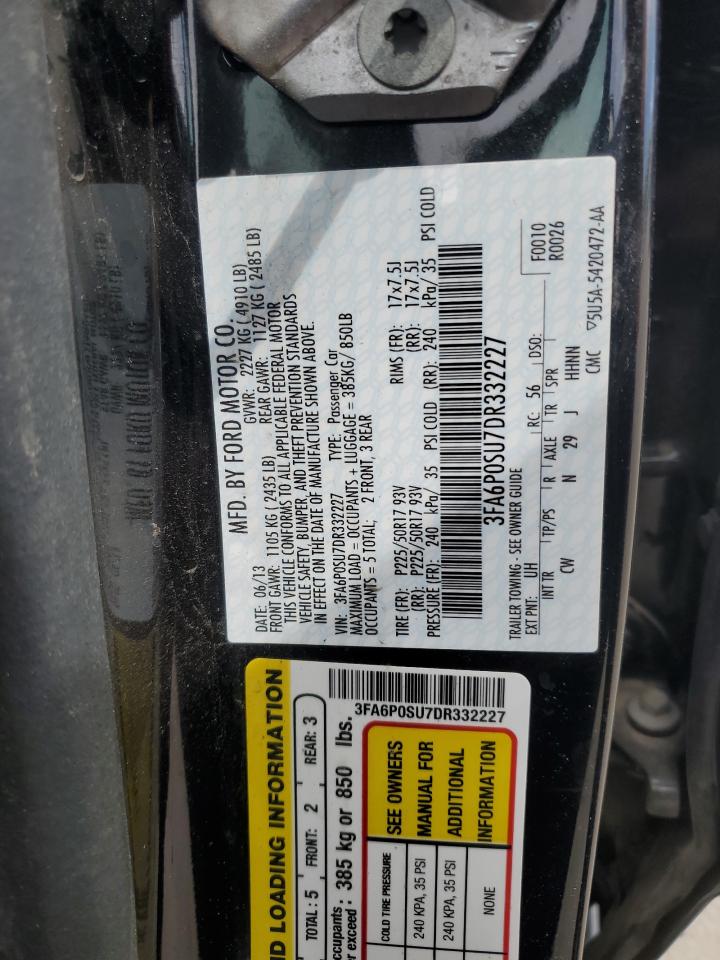 MFD. BY FORD MOTOR CO.
DATE: 06/13 GVWR: 2227 KG (4910 LB)
FRONT GAWR: 1105 KG (2435 LB) REAR GAWR: 1127 KG (2485 LB)
THIS VEHICLE CONFORMS TO ALL APPLICABLE FEDERAL MOTOR
VEHICLE SAFETY, BUMPER, AND THEFT PREVENTION STANDARDS
IN EFFECT ON THE DATE OF MANUFACTURE SHOWN ABOVE.
VIN: 3FA6P0SU7DR332227 TYPE: Passenger Car
MAXIMUM LOAD = OCCUPANTS + LUGGAGE = 385KG/ 850LB
OCCUPANTS = 5 TOTAL; 2 FRONT, 3 REAR
TIRE (FR): P225/50R17 93V RIMS (FR): 17x7.5J
(RR): P225/50R17 93V (RR): 17x7.5J
PRESSURE (FR): 240 kPa/ 35 PSI COLD (RR): 240 kPa/ 35 PSI COLD
3FA6P0SU7DR332227
TRAILER TOWING - SEE OWNER GUIDE
F0010
R0026
EXT PNT: UH RC: 56 DSO:
INT TR TP/PS R AXLE TR SPR
CW N 29 J HHNN
CMC ▽5U5A-5420472-AA
ND LOADING INFORMATION
TOTAL: 5 FRONT: 2 REAR: 3
ccupants
er exceed: 385 kg or 850 lbs.
3FA6P0SU7DR332227
COLD TIRE PRESSURE
240 KPA, 35 PSI
240 KPA, 35 PSI
NONE
SEE OWNERS
MANUAL FOR
ADDITIONAL
INFORMATION